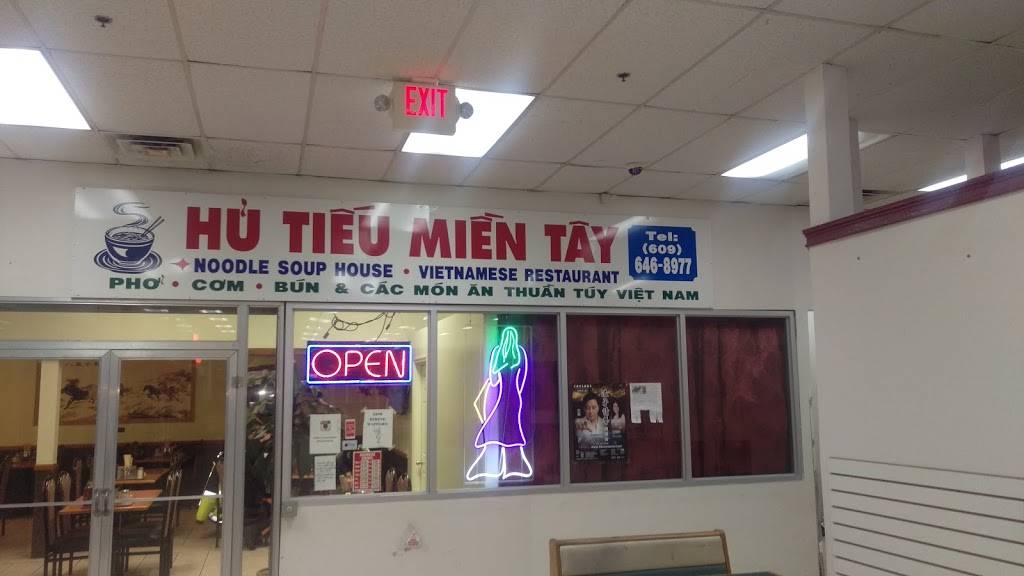 EXIT
HỦ TIẾU MIỀN TÂY
Tel:
(609)
646-8977
NOODLE SOUP HOUSE • VIETNAMESE RESTAURANT
PHỞ • CƠM • BÚN & CÁC MÓN ĂN THUẦN TÚY VIỆT NAM
OPEN